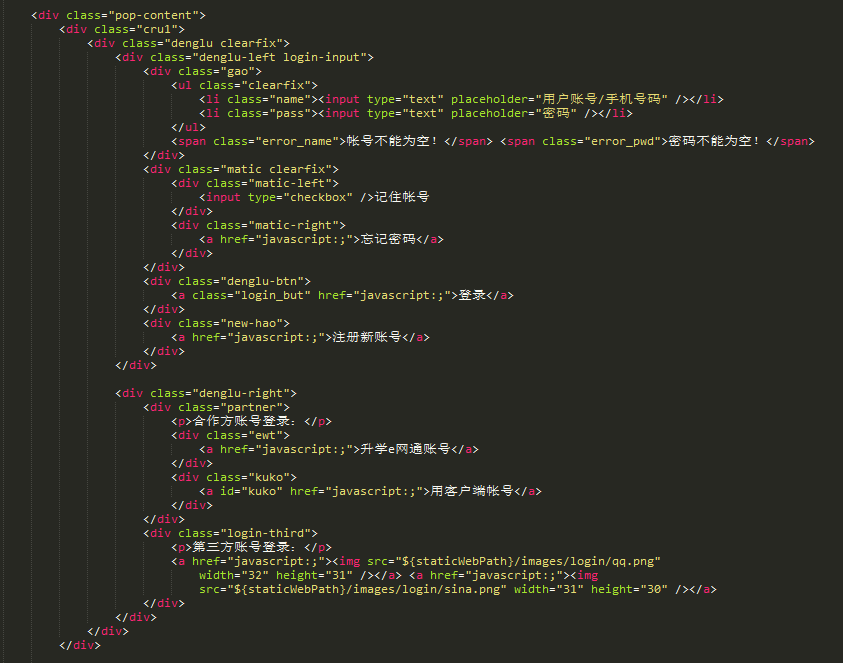 <div class="pop-content">
<div class="cru1">
<div class="denglu clearfix">
<div class="denglu-left login-input">
<div class="gao">
<ul class="clearfix">
<li class="name"><input type="text" placeholder="用户账号/手机号码" /></li>
<li class="pass"><input type="text" placeholder="密码" /></li>
</ul>
<span class="error_name">帐号不能为空！</span> <span class="error_pwd">密码不能为空！</span>
</div>
<div class="matic clearfix">
<div class="matic-left">
<input type="checkbox" />记住帐号
</div>
<div class="matic-right">
<a href="javascript:;">忘记密码</a>
</div>
</div>
<div class="denglu-btn">
<a class="login_but" href="javascript:;">登录</a>
</div>
<div class="new-hao">
<a href="javascript:;">注册新账号</a>
</div>
</div>
<div class="denglu-right">
<div class="partner">
<p>合作方账号登录：</p>
<div class="ewt">
<a href="javascript:;">升学e网通账号</a>
</div>
<div class="kuko">
<a id="kuko" href="javascript:;">用客户端帐号</a>
</div>
</div>
<div class="login-third">
<p>第三方账号登录：</p>
<a href="javascript:;"><img src="${staticWebPath}/images/login/qq.png"
width="32" height="31" /></a> <a href="javascript:;"><img
src="${staticWebPath}/images/login/sina.png" width="31" height="30" /></a>
</div>
</div>
</div>
</div>